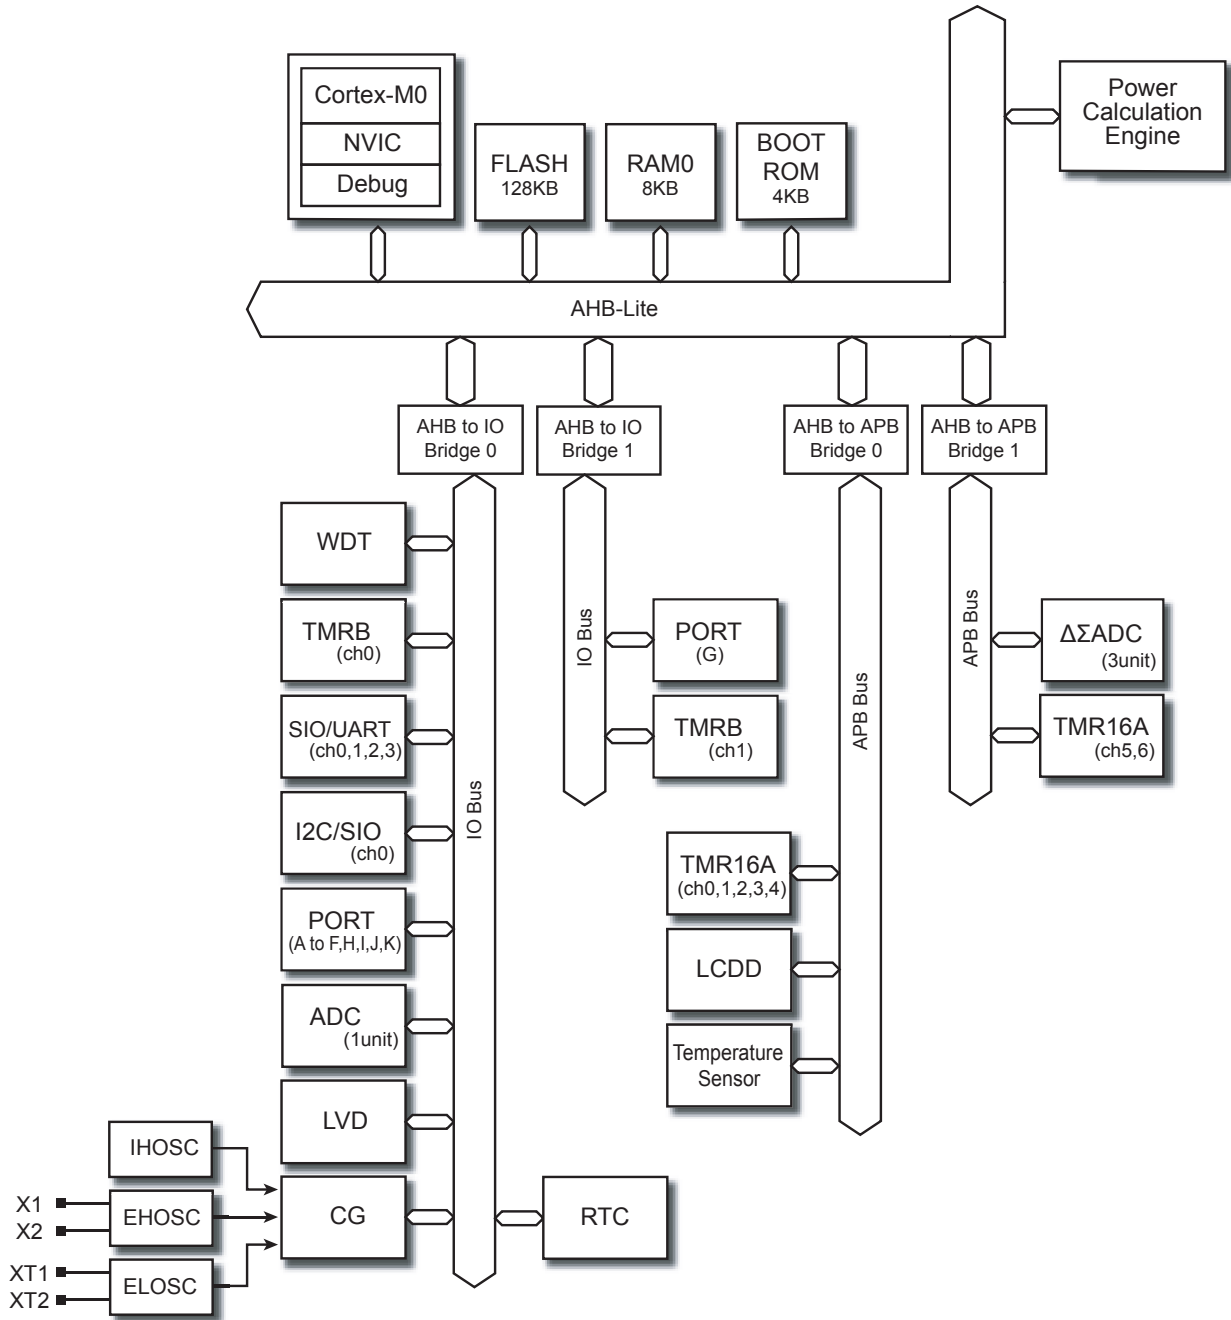 Cortex-M0
NVIC
Debug
FLASH
128KB
RAM0
8KB
BOOT
ROM
4KB
Power
Calculation
Engine
AHB-Lite
AHB to IO
Bridge 0
AHB to IO
Bridge 1
AHB to APB
Bridge 0
AHB to APB
Bridge 1
WDT
TMRB
(ch0)
SIO/UART
(ch0,1,2,3)
I2C/SIO
(ch0)
PORT
(A to F,H,I,J,K)
ADC
(1unit)
LVD
CG
IO Bus
RTC
IO Bus
PORT
(G)
TMRB
(ch1)
APB Bus
TMR16A
(ch0,1,2,3,4)
LCDD
Temperature
Sensor
APB Bus
ΔΣADC
(3unit)
TMR16A
(ch5,6)
IHOSC
X1
X2
EHOSC
XT1
XT2
ELOSC